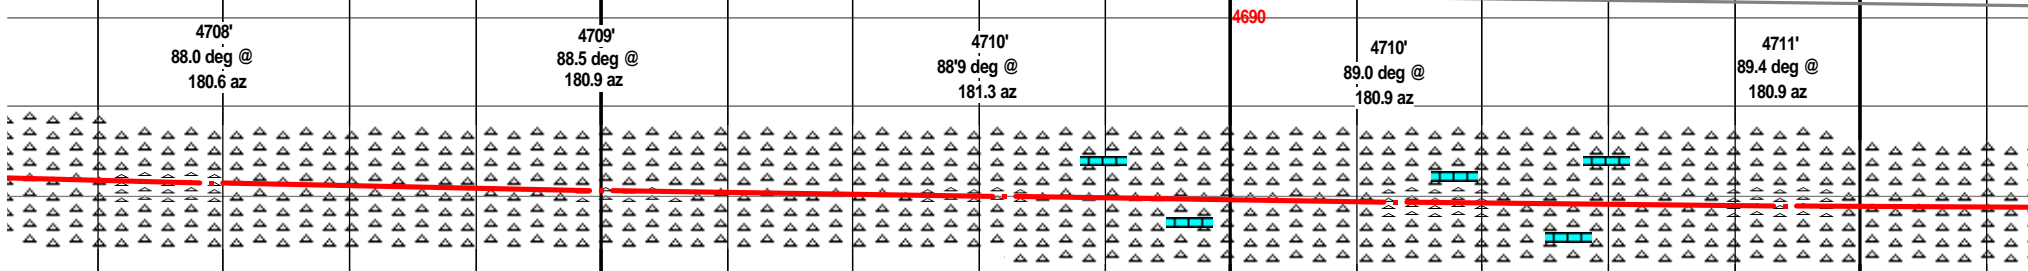 4708'
88.0 deg @
180.6 az
4709'
88.5 deg @
180.9 az
4710'
88'9 deg @
181.3 az
4690
4710'
89.0 deg @
180.9 az
4711'
89.4 deg @
180.9 az